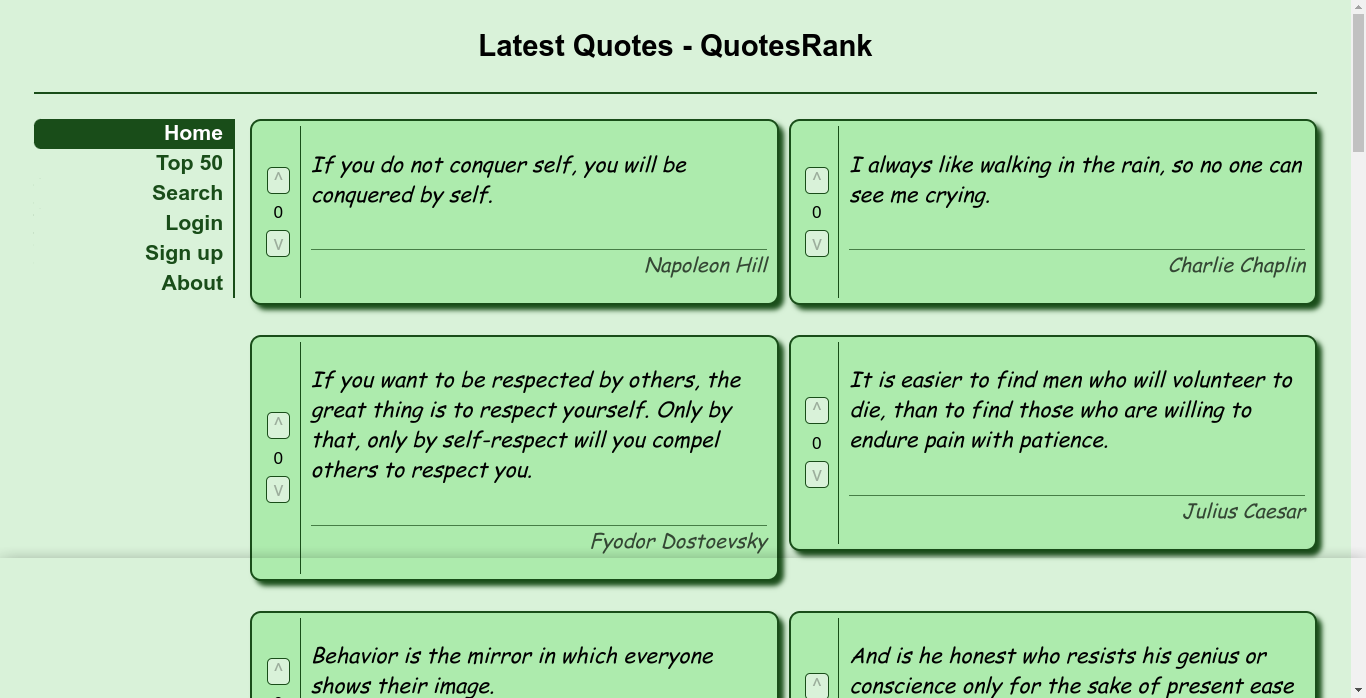 Latest Quotes - QuotesRank
Home
Top 50
Search
Login
Sign up
About
^
0
v
If you do not conquer self, you will be
conquered by self.
Napoleon Hill
^
0
v
I always like walking in the rain, so no one can
see me crying.
Charlie Chaplin
^
0
v
If you want to be respected by others, the
great thing is to respect yourself. Only by
that, only by self-respect will you compel
others to respect you.
Fyodor Dostoevsky
^
0
v
It is easier to find men who will volunteer to
die, than to find those who are willing to
endure pain with patience.
Julius Caesar
^
Behavior is the mirror in which everyone
shows their image.
^
And is he honest who resists his genius or
conscience only for the sake of present ease